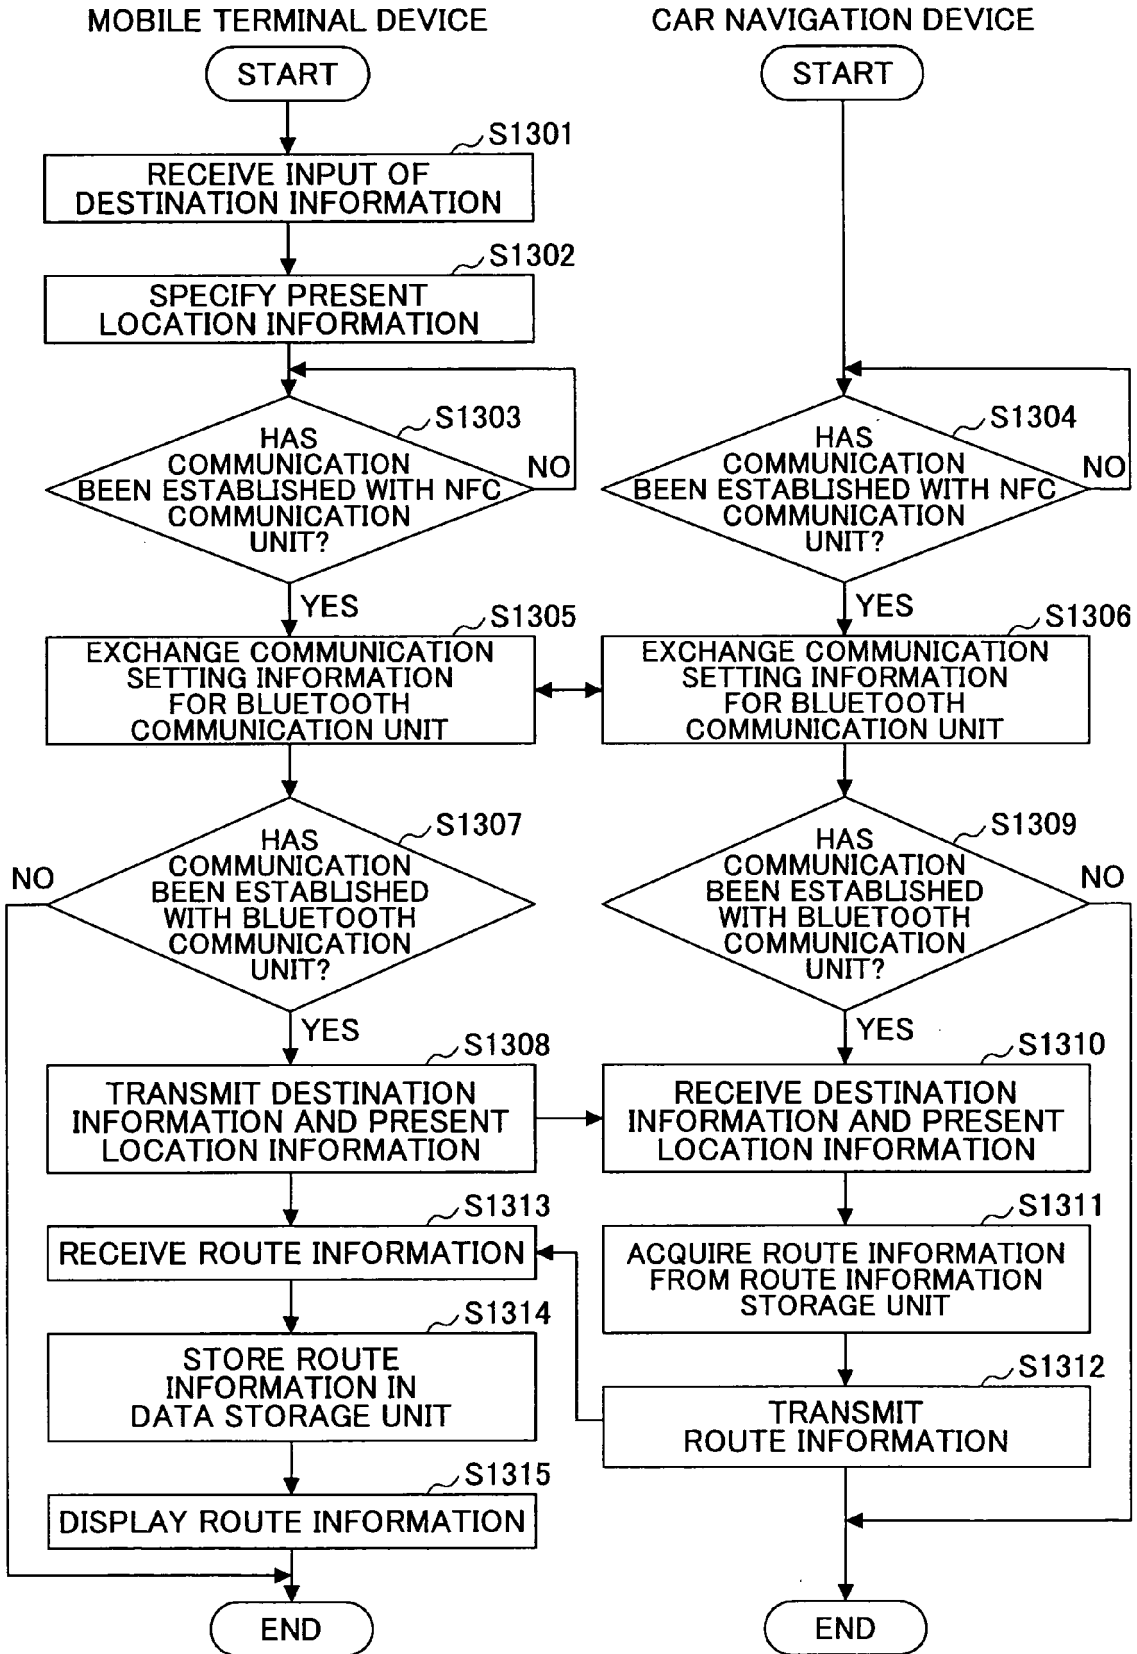 MOBILE TERMINAL DEVICE
CAR NAVIGATION DEVICE
START
START
S1301
RECEIVE INPUT OF
DESTINATION INFORMATION
S1302
SPECIFY PRESENT
LOCATION INFORMATION
S1303
HAS
COMMUNICATION
BEEN ESTABLISHED WITH NFC
COMMUNICATION
UNIT?
NO
YES
S1304
HAS
COMMUNICATION
BEEN ESTABLISHED WITH NFC
COMMUNICATION
UNIT?
NO
YES
S1305
EXCHANGE COMMUNICATION
SETTING INFORMATION
FOR BLUETOOTH
COMMUNICATION UNIT
S1306
EXCHANGE COMMUNICATION
SETTING INFORMATION
FOR BLUETOOTH
COMMUNICATION UNIT
S1307
HAS
COMMUNICATION
BEEN ESTABLISHED
WITH BLUETOOTH
COMMUNICATION
UNIT?
NO
YES
S1309
HAS
COMMUNICATION
BEEN ESTABLISHED
WITH BLUETOOTH
COMMUNICATION
UNIT?
NO
YES
S1308
TRANSMIT DESTINATION
INFORMATION AND PRESENT
LOCATION INFORMATION
S1310
RECEIVE DESTINATION
INFORMATION AND PRESENT
LOCATION INFORMATION
S1313
RECEIVE ROUTE INFORMATION
S1311
ACQUIRE ROUTE INFORMATION
FROM ROUTE INFORMATION
STORAGE UNIT
S1314
STORE ROUTE
INFORMATION IN
DATA STORAGE UNIT
S1312
TRANSMIT
ROUTE INFORMATION
S1315
DISPLAY ROUTE INFORMATION
END
END